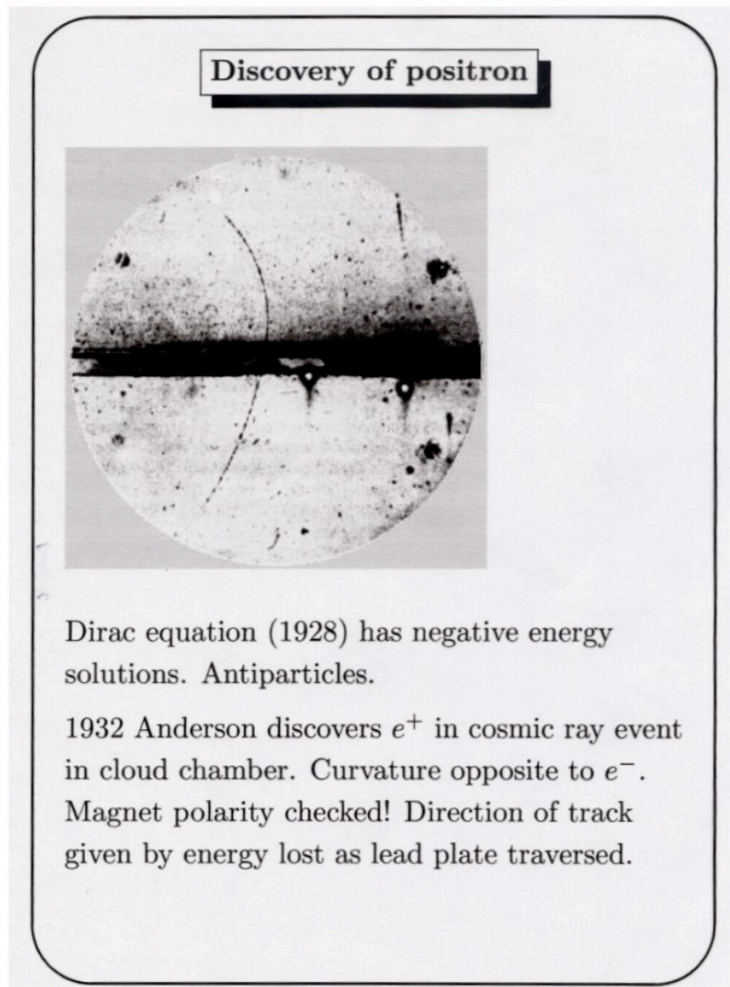 Discovery of positron
Dirac equation (1928) has negative energy
solutions. Antiparticles.
1932 Anderson discovers e⁺ in cosmic ray event
in cloud chamber. Curvature opposite to e⁻.
Magnet polarity checked! Direction of track
given by energy lost as lead plate traversed.